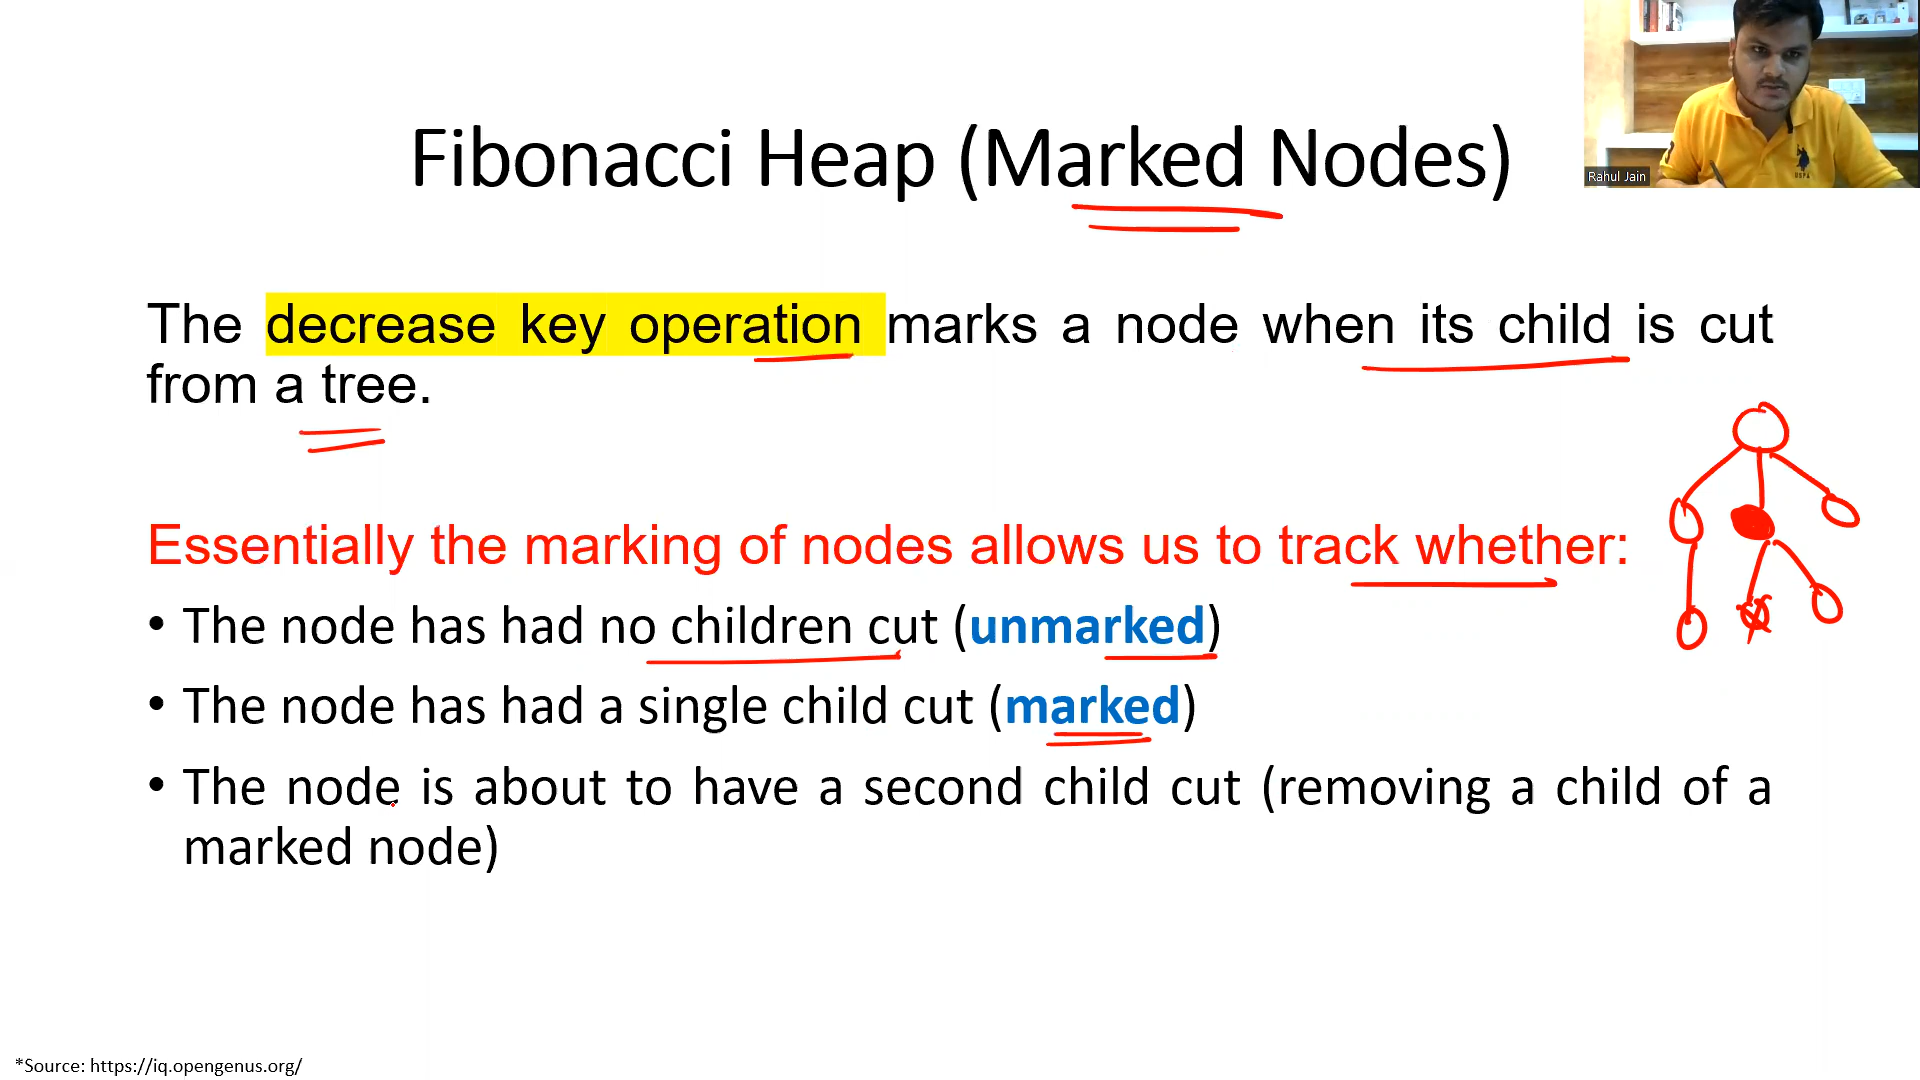 Fibonacci Heap (Marked Nodes)
Rahul Jain
The decrease key operation marks a node when its child is cut
from a tree.
Essentially the marking of nodes allows us to track whether:
• The node has had no children cut (unmarked)
• The node has had a single child cut (marked)
• The node is about to have a second child cut (removing a child of a
marked node)
*Source: https://iq.opengenus.org/